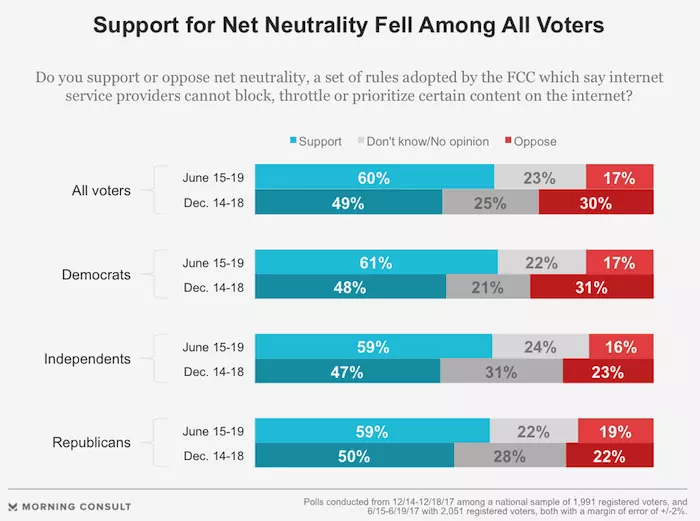 Support for Net Neutrality Fell Among All Voters
Do you support or oppose net neutrality, a set of rules adopted by the FCC which say internet
service providers cannot block, throttle or prioritize certain content on the internet?
Support Don't know/No opinion Oppose
All voters
June 15-19 60% 23% 17%
Dec. 14-18 49% 25% 30%
Democrats
June 15-19 61% 22% 17%
Dec. 14-18 48% 21% 31%
Independents
June 15-19 59% 24% 16%
Dec. 14-18 47% 31% 23%
Republicans
June 15-19 59% 22% 19%
Dec. 14-18 50% 28% 22%
MORNING CONSULT
Polls conducted from 12/14-12/18/17 among a national sample of 1,991 registered voters, and
6/15-6/19/17 with 2,051 registered voters, both with a margin of error of +/-2%.